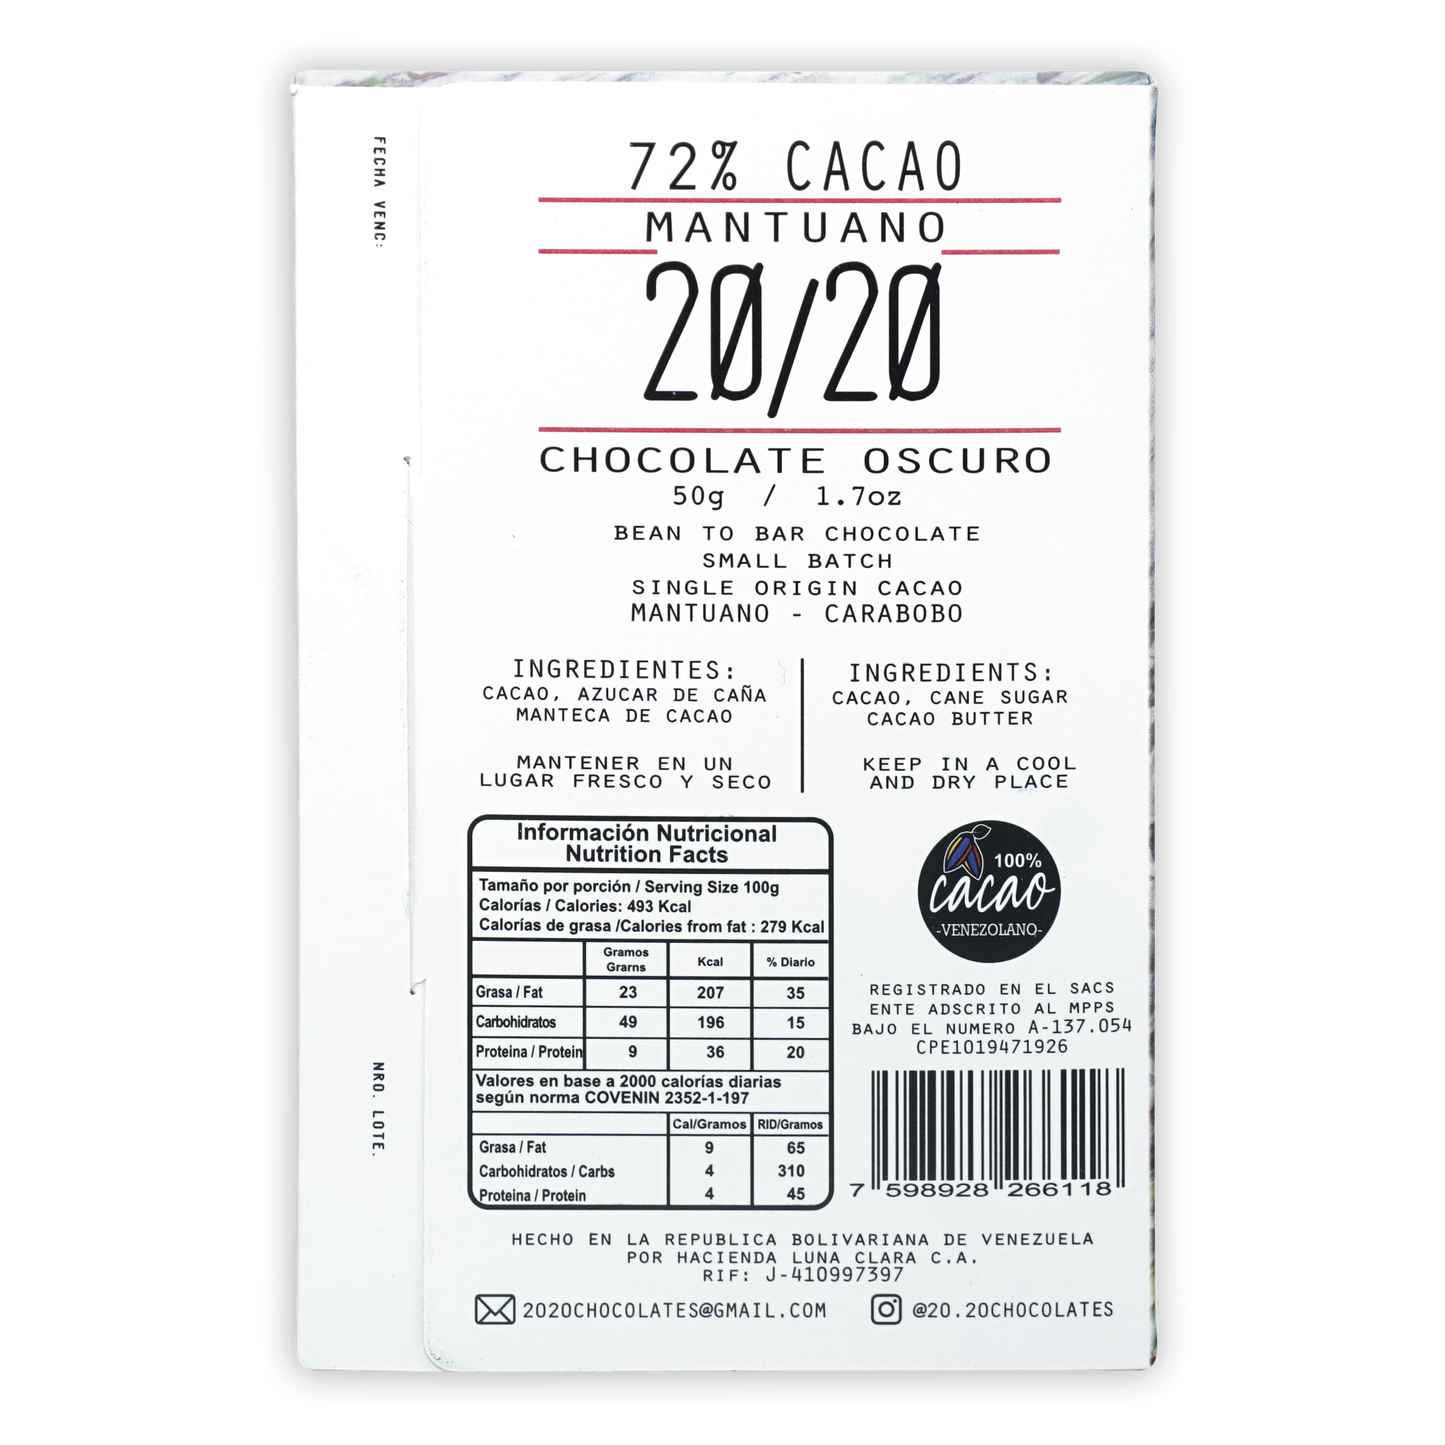 FECHA VENC:
NRO. LOTE.
72% CACAO
MANTUANO
20/20
CHOCOLATE OSCURO
50g / 1.7oz
BEAN TO BAR CHOCOLATE
SMALL BATCH
SINGLE ORIGIN CACAO
MANTUANO - CARABOBO
INGREDIENTES:
CACAO, AZUCAR DE CAÑA
MANTECA DE CACAO
MANTENER EN UN
LUGAR FRESCO Y SECO
INGREDIENTS:
CACAO, CANE SUGAR
CACAO BUTTER
KEEP IN A COOL
AND DRY PLACE
Información Nutricional
Nutrition Facts
Tamaño por porción / Serving Size 100g
Calorías / Calories: 493 Kcal
Calorías de grasa /Calories from fat : 279 Kcal
Gramos
Grarns
Kcal
% Diario
Grasa / Fat 23 207 35
Carbohidratos 49 196 15
Proteina / Protein 9 36 20
Valores en base a 2000 calorías diarias
según norma COVENIN 2352-1-197
Cal/Gramos RID/Gramos
Grasa / Fat 9 65
Carbohidratos / Carbs 4 310
Proteina / Protein 4 45
100%
cacao
-VENEZOLANO-
REGISTRADO EN EL SACS
ENTE ADSCRITO AL MPPS
BAJO EL NUMERO A-137.054
CPE1019471926
7 598928 266118
HECHO EN LA REPUBLICA BOLIVARIANA DE VENEZUELA
POR HACIENDA LUNA CLARA C.A.
RIF: J-410997397
2020CHOCOLATES@GMAIL.COM
@20.20CHOCOLATES